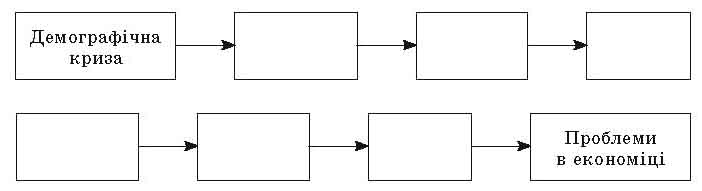 Демографічна
криза
Проблеми
в економіці